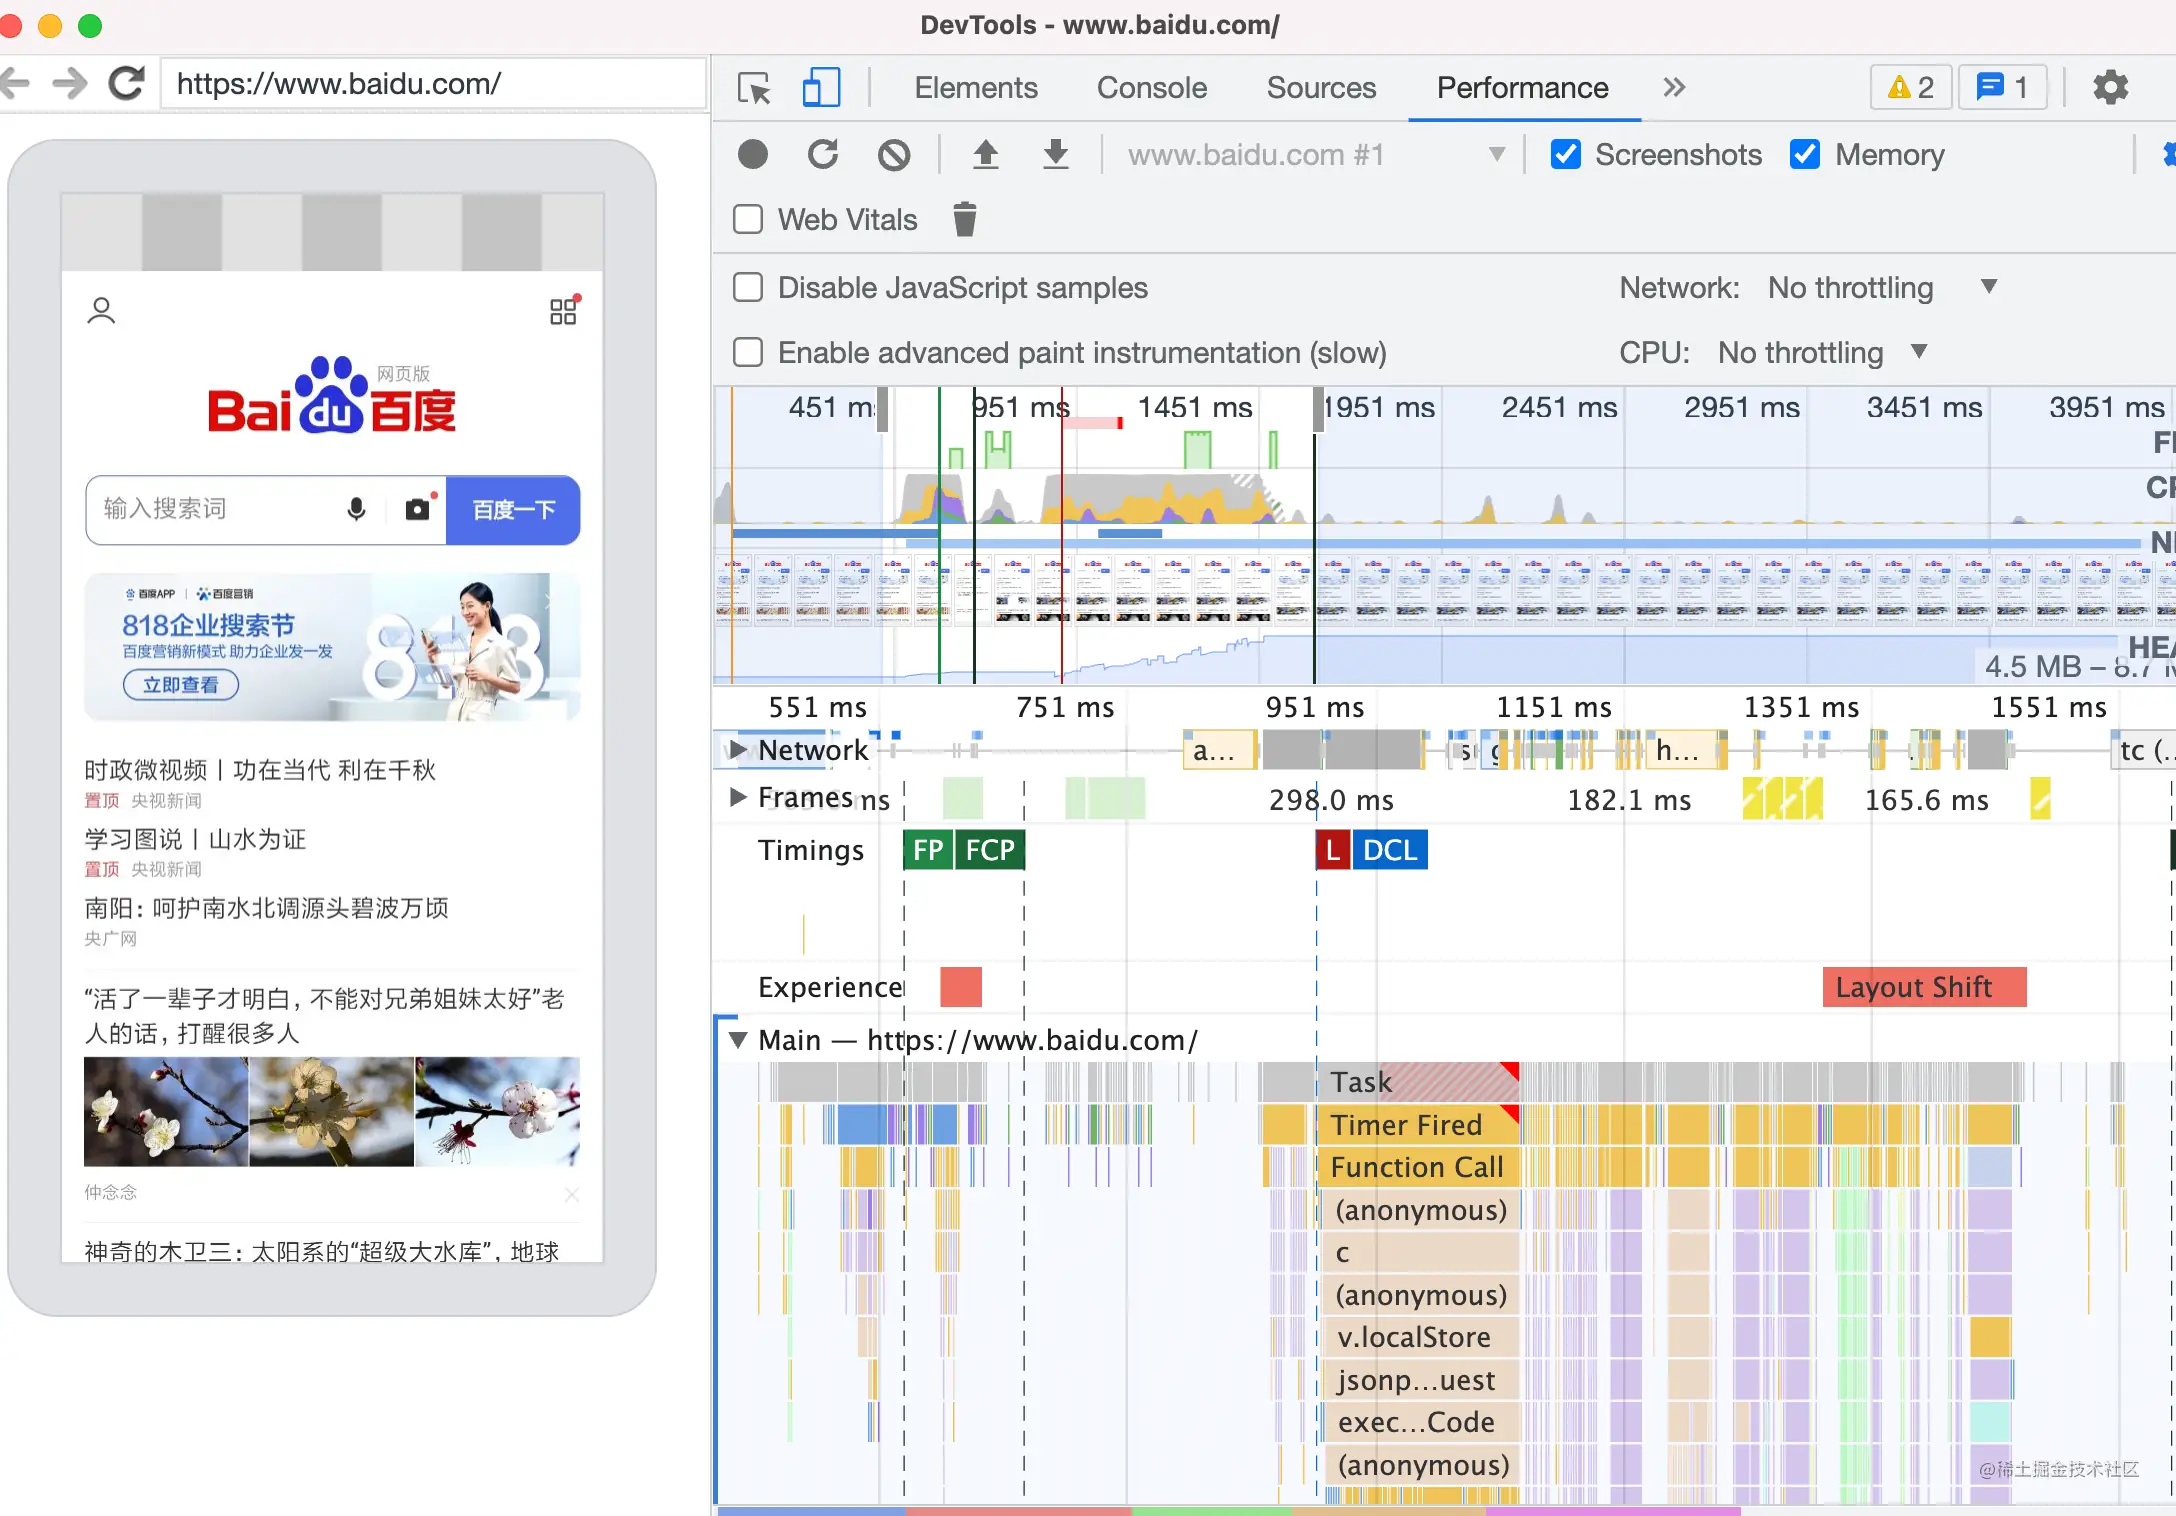 DevTools - www.baidu.com/
https://www.baidu.com/
网页版
Bai du 百度
输入搜索词
百度一下
百度APP 百度营销
818企业搜索节
百度营销新模式 助力企业发一发
立即查看
818
时政微视频丨功在当代 利在千秋
置顶 央视新闻
学习图说丨山水为证
置顶 央视新闻
南阳：呵护南水北调源头碧波万顷
央广网
“活了一辈子才明白，不能对兄弟姐妹太好”老
人的话，打醒很多人
仲念念
神奇的木卫三：太阳系的“超级大水库”，地球
Elements Console Sources Performance 2 1
www.baidu.com #1 Screenshots Memory
Web Vitals
Disable JavaScript samples Network: No throttling
Enable advanced paint instrumentation (slow) CPU: No throttling
451 ms 951 ms 1451 ms 1951 ms 2451 ms 2951 ms 3451 ms 3951 ms
4.5 MB – 8.7
551 ms 751 ms 951 ms 1151 ms 1351 ms 1551 ms
Network a... g h... tc (..
Frames ms 298.0 ms 182.1 ms 165.6 ms
Timings FP FCP L DCL
Experience Layout Shift
Main — https://www.baidu.com/
Task
Timer Fired
Function Call
(anonymous)
c
(anonymous)
v.localStore
jsonp...uest
exec...Code
(anonymous)
@稀土掘金技术社区